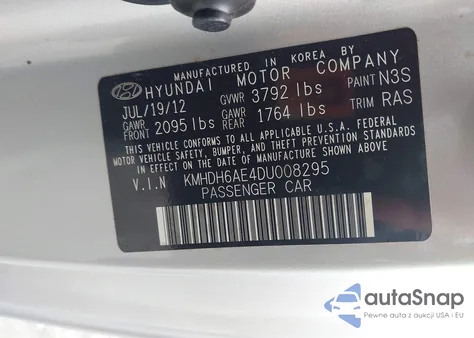 MANUFACTURED IN KOREA BY
HYUNDAI MOTOR COMPANY
JUL/19/12 GVWR 3792 lbs PAINT N3S
GAWR FRONT 2095 lbs GAWR REAR 1764 lbs TRIM RAS
THIS VEHICLE CONFORMS TO ALL APPLICABLE FEDERAL
MOTOR VEHICLE SAFETY, BUMPER, AND THEFT PREVENTION
STANDARDS IN EFFECT ON THE DATE OF MANUFACTURE
SHOWN ABOVE.
V.I.N KMHDH6AE4DU008295
PASSENGER CAR
autoSnap
Pewne auta z aukcji USA i EU